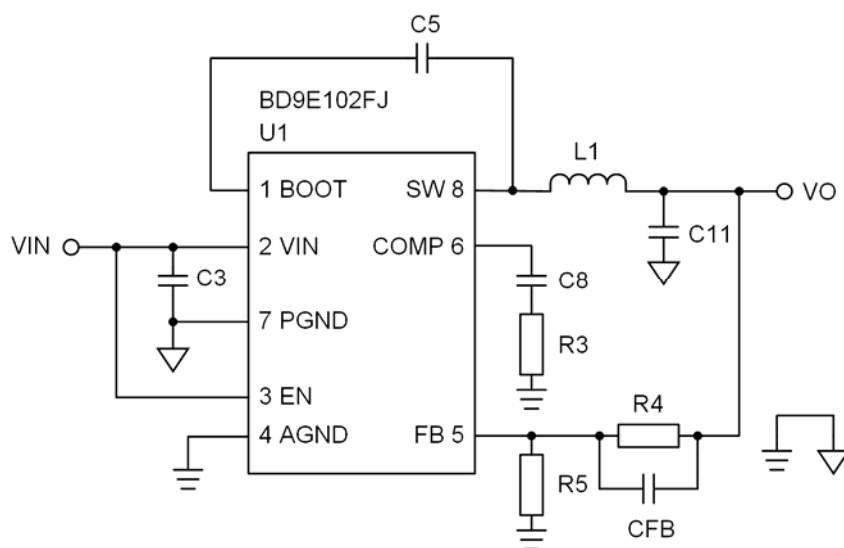 C5
BD9E102FJ
U1
L1
1 BOOT
SW 8
VO
VIN
2 VIN
COMP 6
C11
C3
C8
7 PGND
R3
3 EN
R4
4 AGND
FB 5
R5
CFB